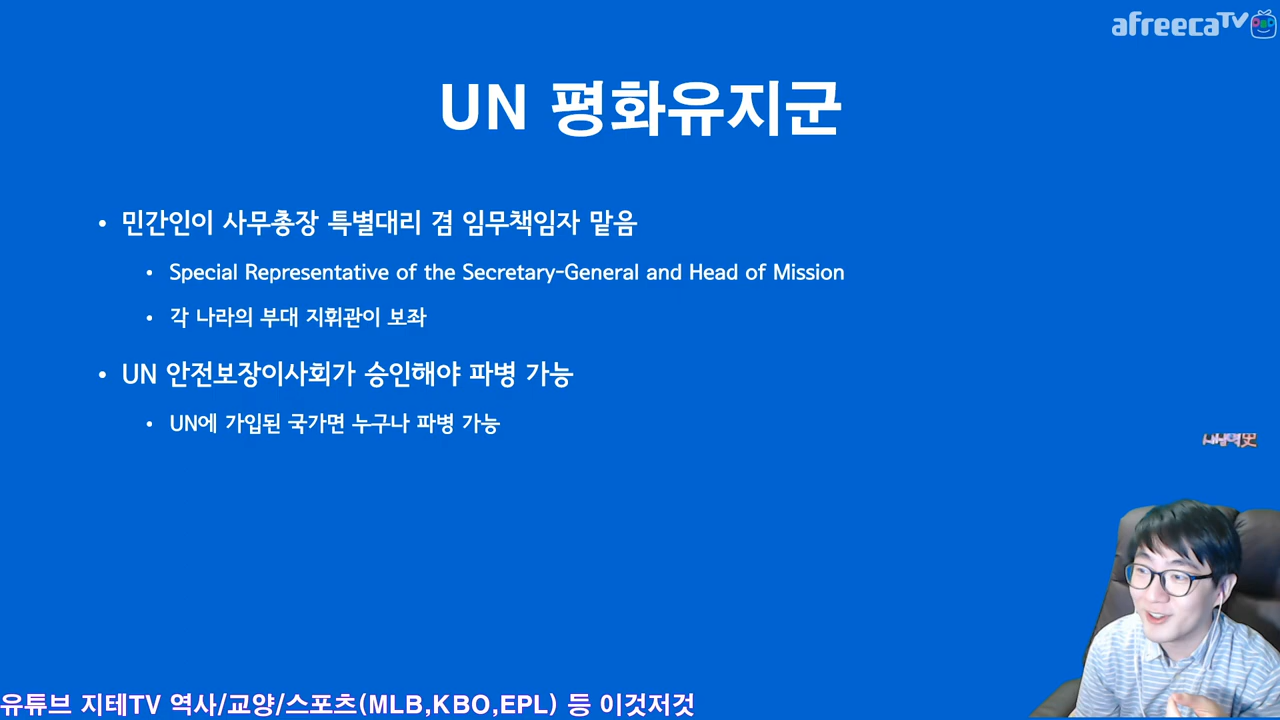 afreecaTV
UN 평화유지군
• 민간인이 사무총장 특별대리 겸 임무책임자 맡음
• Special Representative of the Secretary-General and Head of Mission
• 각 나라의 부대 지휘관이 보좌
• UN 안전보장이사회가 승인해야 파병 가능
• UN에 가입된 국가면 누구나 파병 가능
유튜브 지테TV 역사/교양/스포츠(MLB,KBO,EPL) 등 이것저것